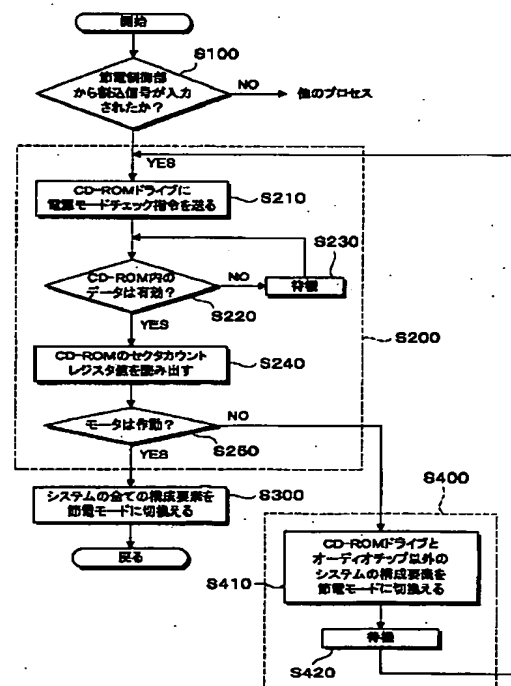 開始
S100
節電制御部
から割込信号が入力
されたか？
NO
他のプロセス
YES
CD-ROMドライブに
電源モードチェック指令を送る
S210
S230
CD-ROM内の
データは有効？
NO
待機
S220
YES
S200
CD-ROMのセクタカウント
レジスタ値を読み出す
S240
モータは作動？
NO
S250
YES
システムの全ての構成要素を
節電モードに切換える
S300
戻る
S400
CD-ROMドライブと
オーディオチップ以外の
システムの構成要素を
節電モードに切換える
S410
待機
S420